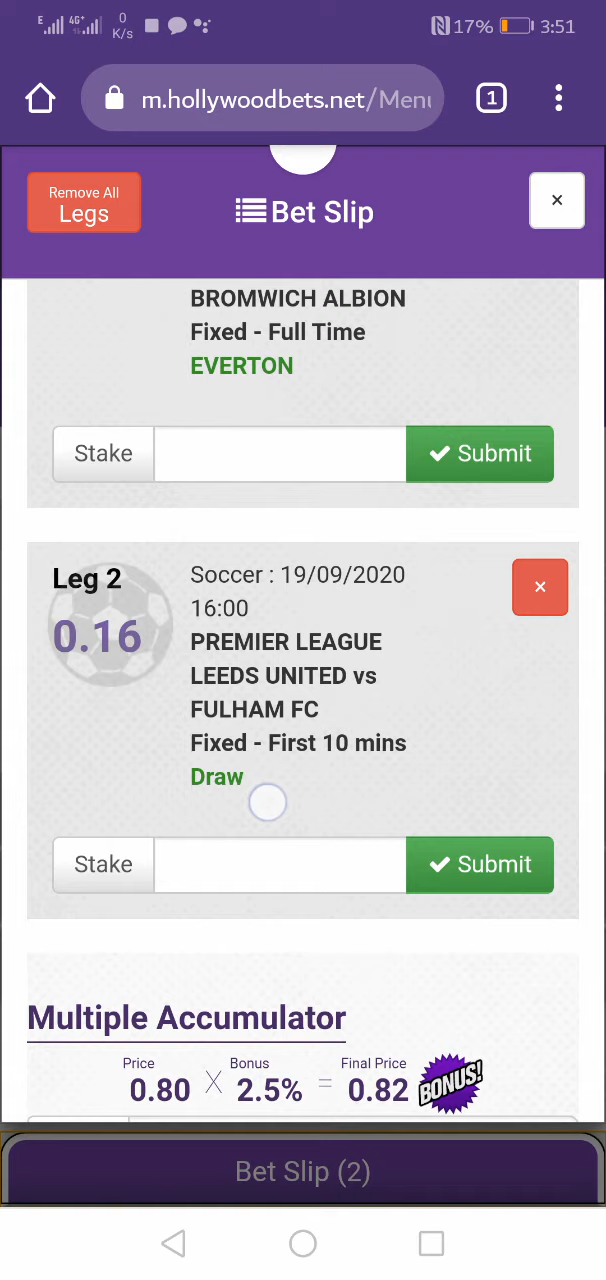 E 4G+ 0 K/s 17% 3:51
m.hollywoodbets.net/Menu 1
Remove All
Legs
Bet Slip ×
BROMWICH ALBION
Fixed - Full Time
EVERTON
Stake Submit
Leg 2
0.16
Soccer : 19/09/2020
16:00
PREMIER LEAGUE
LEEDS UNITED vs
FULHAM FC
Fixed - First 10 mins
Draw
×
Stake Submit
Multiple Accumulator
Price Bonus Final Price
0.80 X 2.5% = 0.82 BONUS!
Bet Slip (2)